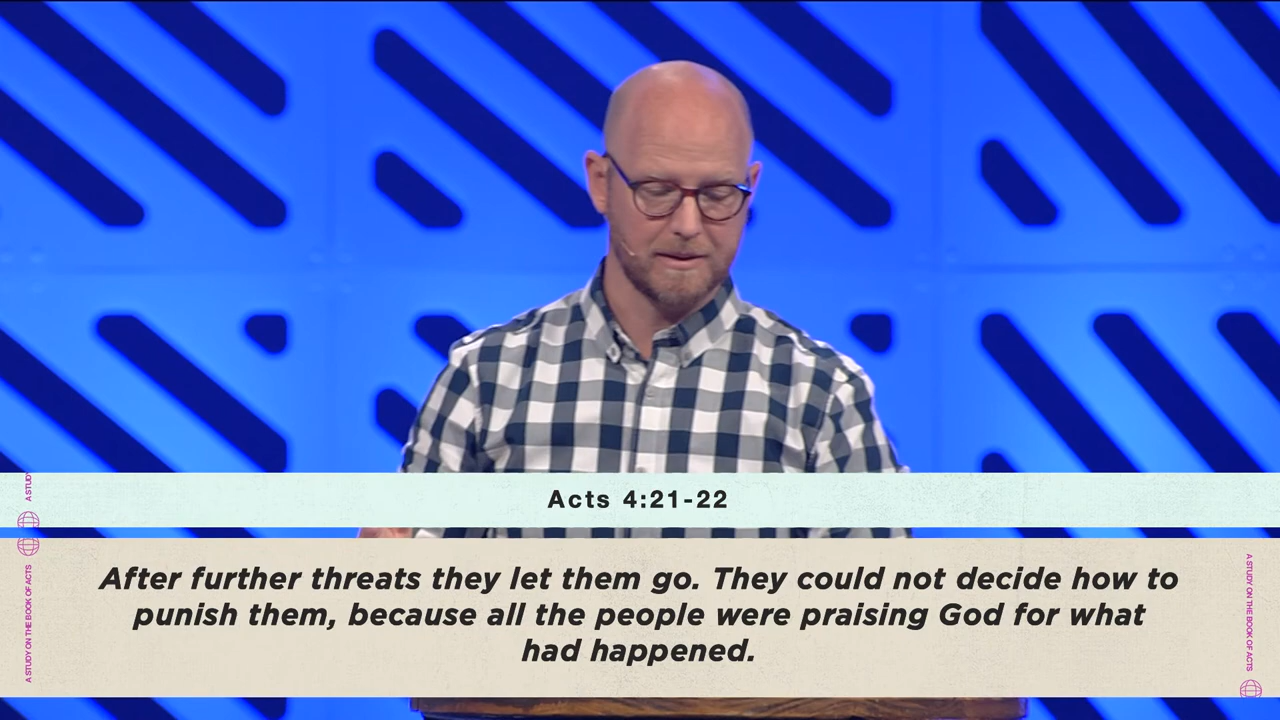 Acts 4:21-22
After further threats they let them go. They could not decide how to
punish them, because all the people were praising God for what
had happened.
A STUD
A STUDY ON THE BOOK OF ACTS
A STUDY ON THE BOOK OF ACTS